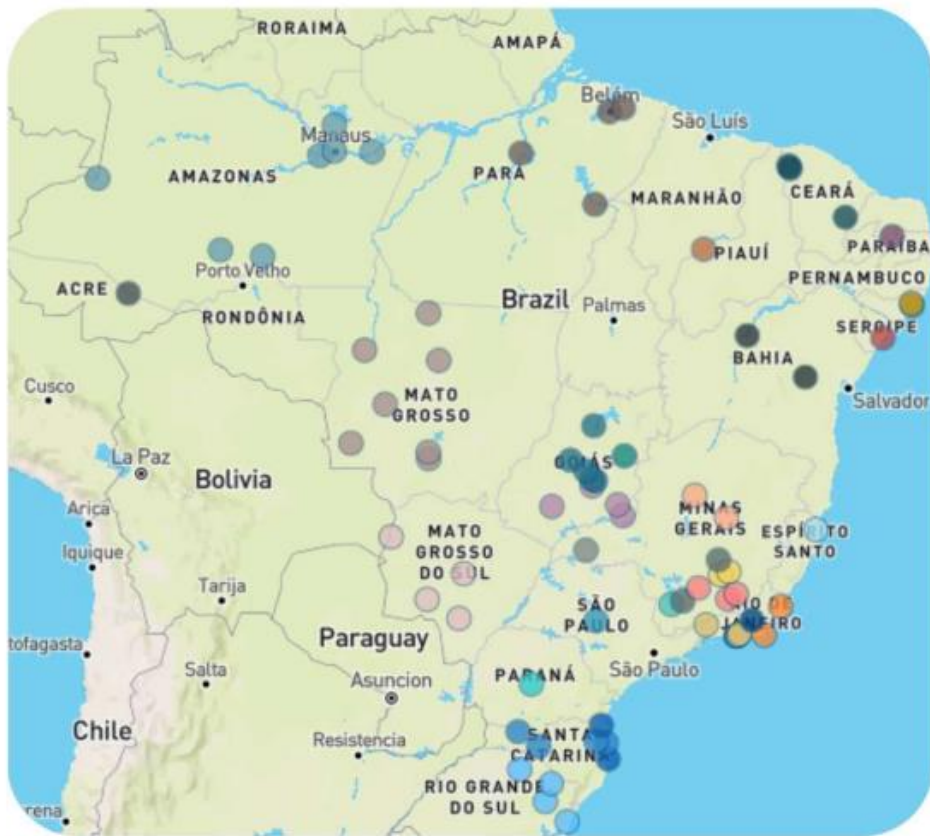 RORAIMA
AMAPÁ
Belém
São Luís
Manaus
AMAZONAS
PARÁ
MARANHÃO
CEARÁ
PIAUÍ
PARAÍBA
Porto Velho
PERNAMBUCO
ACRE
RONDÔNIA
Brazil
Palmas
SERGIPE
BAHIA
Cusco
MATO
GROSSO
Salvador
La Paz
Bolivia
GOIÁS
Arica
MINAS
GERAIS
Iquique
MATO
GROSSO
DO SUL
ESPÍRITO
SANTO
Tarija
SÃO
PAULO
RIO DE
JANEIRO
Paraguay
tofagasta
Salta
Asuncion
PARANÁ
São Paulo
Chile
Resistencia
SANTA
CATARINA
RIO GRANDE
DO SUL
rena